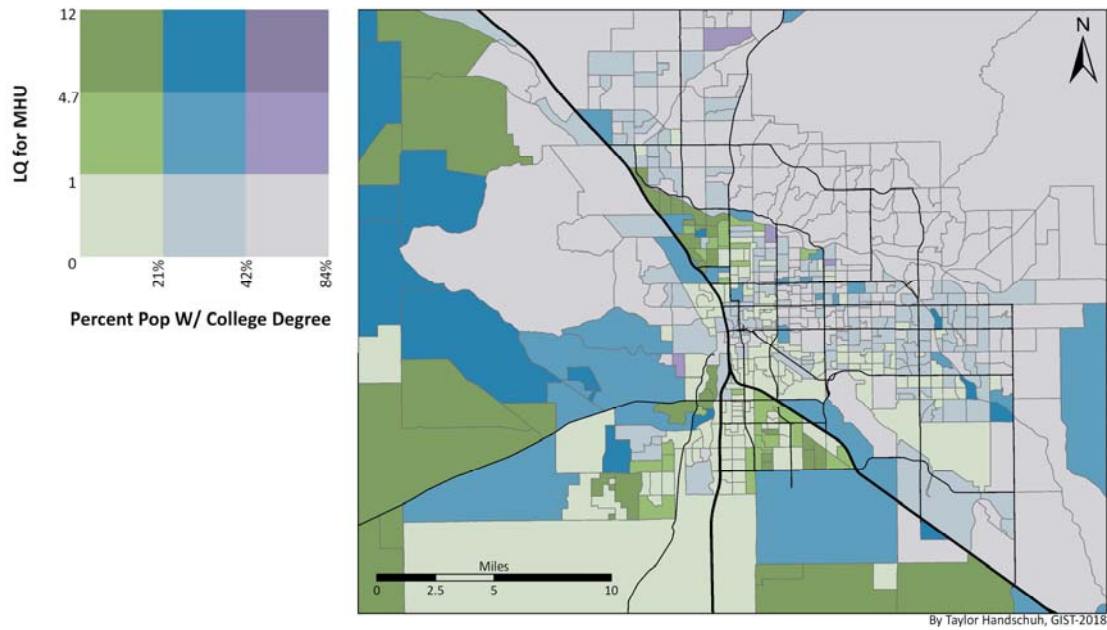 12
4.7
1
0
LQ for MHU
21%
42%
84%
Percent Pop W/ College Degree
N
Miles
0
2.5
5
10
By Taylor Handschuh, GIST-2018